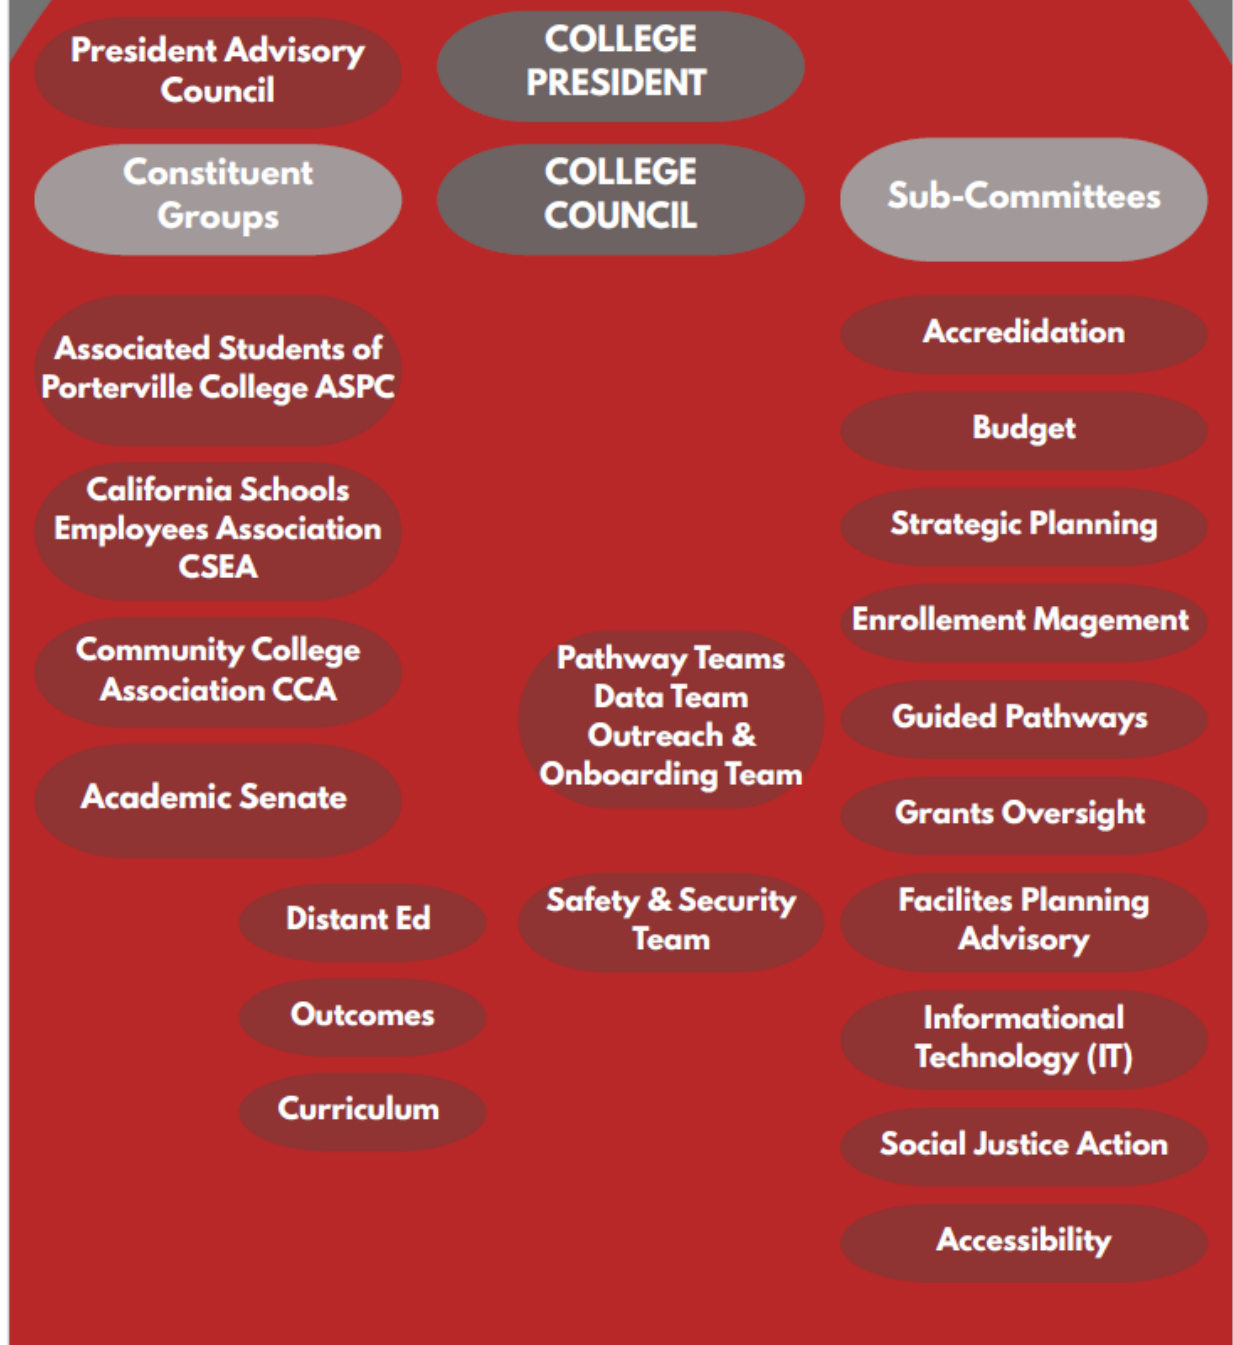 President Advisory
Council
COLLEGE
PRESIDENT
Constituent
Groups
COLLEGE
COUNCIL
Sub-Committees
Associated Students of
Porterville College ASPC
California Schools
Employees Association
CSEA
Community College
Association CCA
Academic Senate
Distant Ed
Outcomes
Curriculum
Pathway Teams
Data Team
Outreach &
Onboarding Team
Safety & Security
Team
Accredidation
Budget
Strategic Planning
Enrollement Magement
Guided Pathways
Grants Oversight
Facilites Planning
Advisory
Informational
Technology (IT)
Social Justice Action
Accessibility